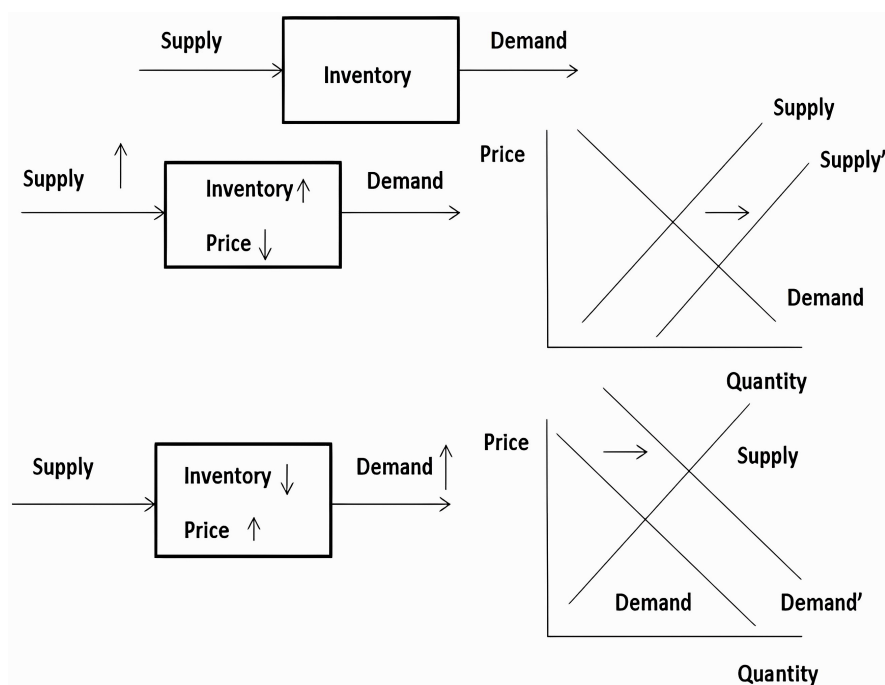 Supply
Demand
Inventory
Supply
Inventory
Demand
Price
Price
Supply
Supply’
Demand
Quantity
Supply
Inventory
Demand
Price
Price
Supply
Demand
Demand’
Quantity